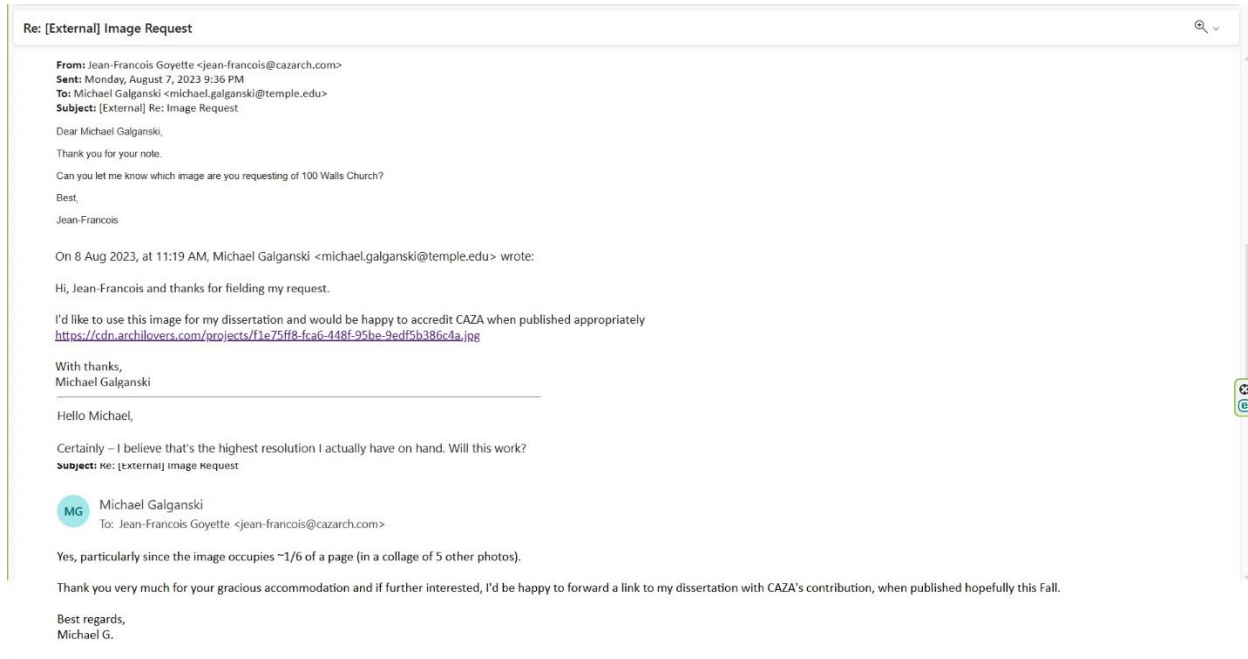 Re: [External] Image Request
From: Jean-Francois Goyette <jean-francois@cazarch.com>
Sent: Monday, August 7, 2023 9:36 PM
To: Michael Galganski <michael.galganski@temple.edu>
Subject: [External] Re: Image Request
Dear Michael Galganski,
Thank you for your note.
Can you let me know which image are you requesting of 100 Walls Church?
Best,
Jean-Francois
On 8 Aug 2023, at 11:19 AM, Michael Galganski <michael.galganski@temple.edu> wrote:
Hi, Jean-Francois and thanks for fielding my request.
I'd like to use this image for my dissertation and would be happy to accredit CAZA when published appropriately
https://cdn.archilovers.com/projects/f1e75ff8-fca6-448f-95be-9edf5b386c4a.jpg
With thanks,
Michael Galganski
Hello Michael,
Certainly – I believe that's the highest resolution I actually have on hand. Will this work?
Subject: Re: [External] Image Request
MG
Michael Galganski
To: Jean-Francois Goyette <jean-francois@cazarch.com>
Yes, particularly since the image occupies ~1/6 of a page (in a collage of 5 other photos).
Thank you very much for your gracious accommodation and if further interested, I'd be happy to forward a link to my dissertation with CAZA's contribution, when published hopefully this Fall.
Best regards,
Michael G.